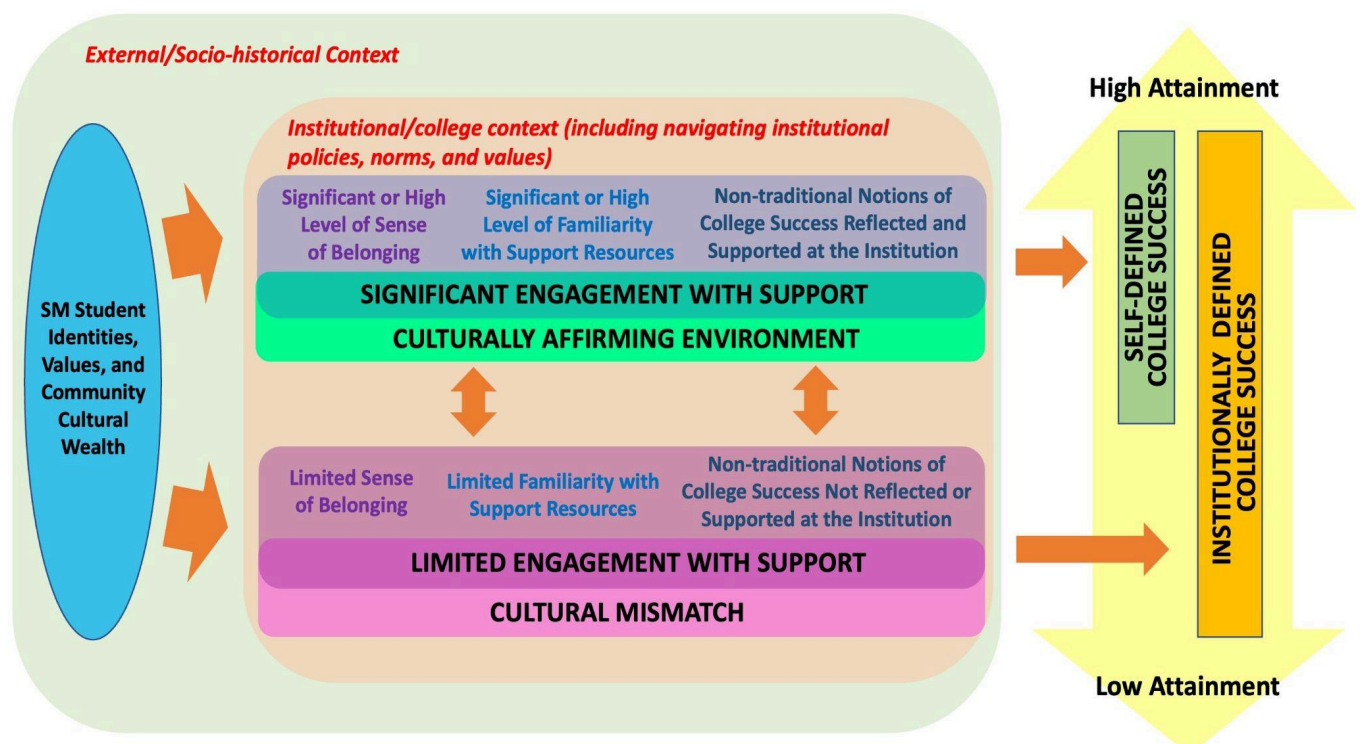 External/Socio-historical Context
Institutional/college context (including navigating institutional
policies, norms, and values)
SM Student
Identities,
Values, and
Community
Cultural
Wealth
Significant or High
Level of Sense
of Belonging
Significant or High
Level of Familiarity
with Support Resources
Non-traditional Notions of
College Success Reflected and
Supported at the Institution
SIGNIFICANT ENGAGEMENT WITH SUPPORT
CULTURALLY AFFIRMING ENVIRONMENT
Limited Sense
of Belonging
Limited Familiarity with
Support Resources
Non-traditional Notions of
College Success Not Reflected or
Supported at the Institution
LIMITED ENGAGEMENT WITH SUPPORT
CULTURAL MISMATCH
High Attainment
SELF-DEFINED
COLLEGE SUCCESS
INSTITUTIONALLY DEFINED
COLLEGE SUCCESS
Low Attainment